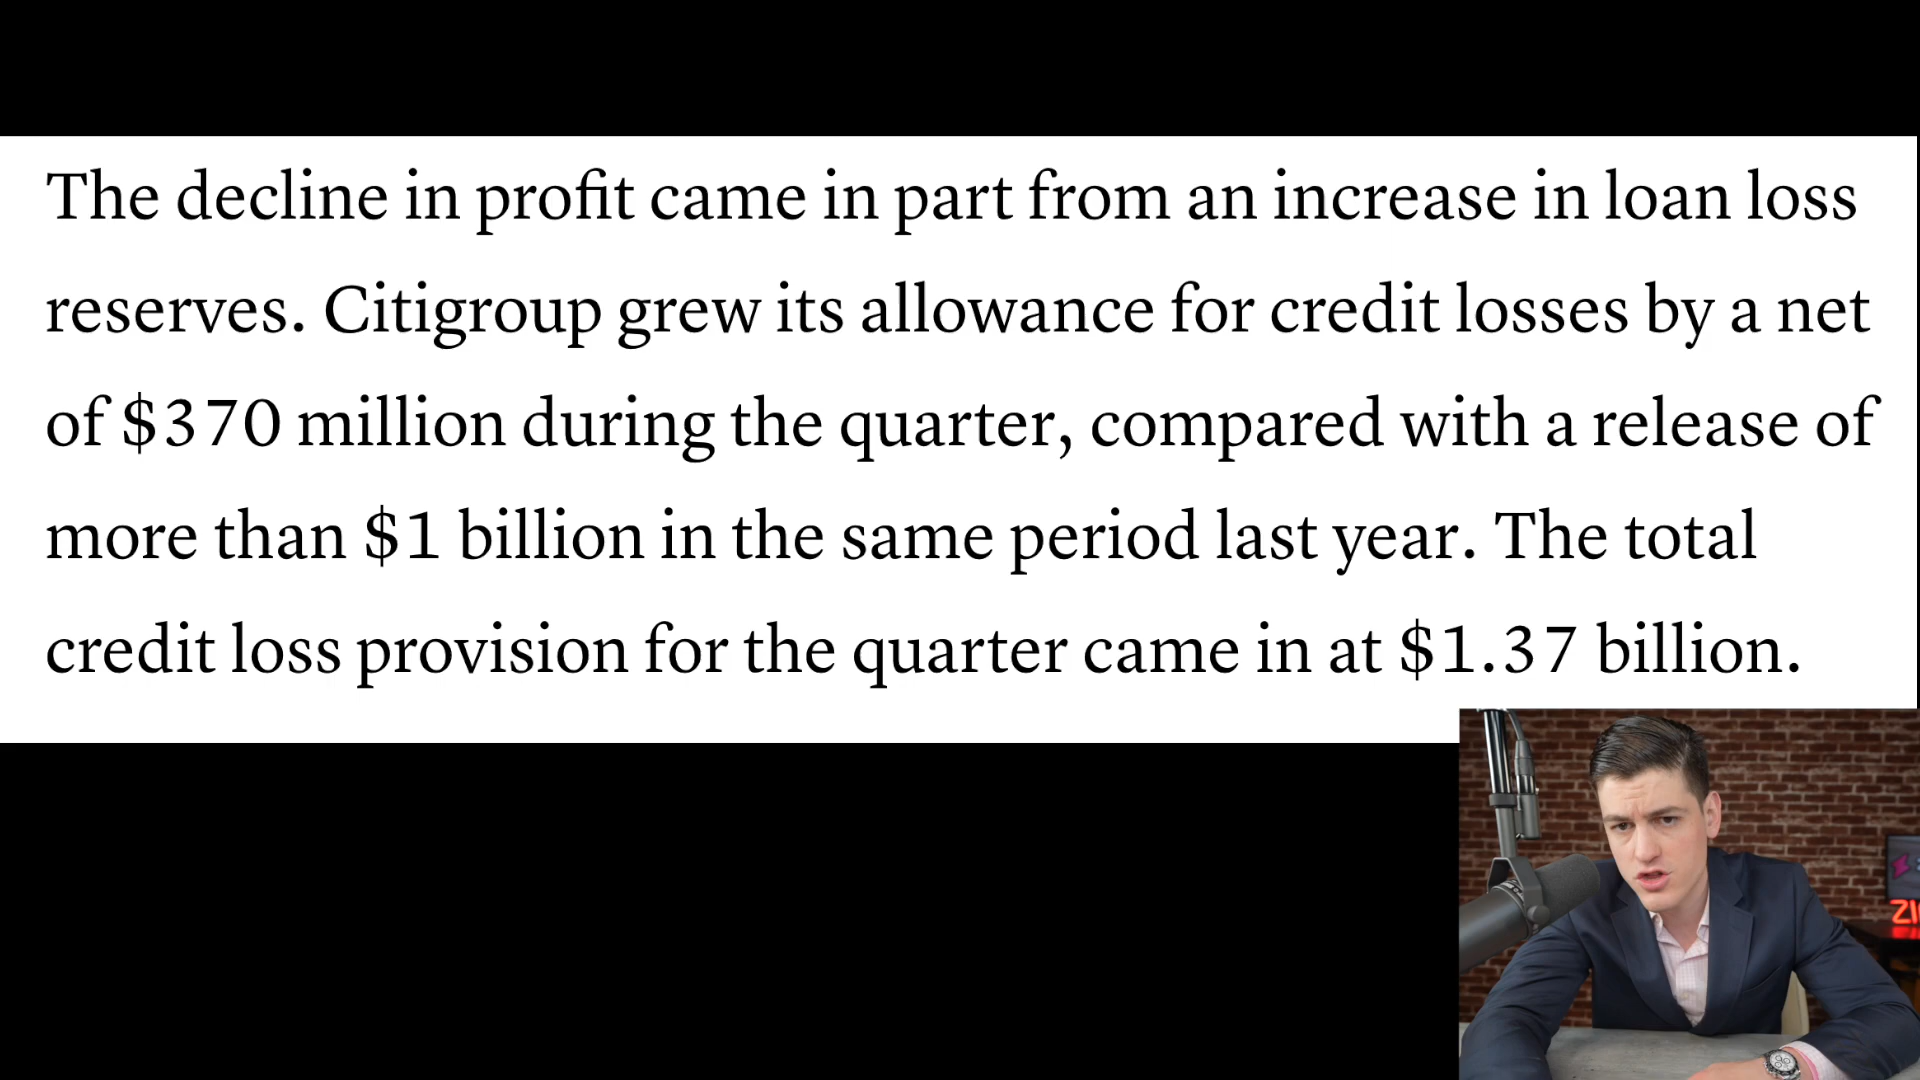 The decline in profit came in part from an increase in loan loss
reserves. Citigroup grew its allowance for credit losses by a net
of $370 million during the quarter, compared with a release of
more than $1 billion in the same period last year. The total
credit loss provision for the quarter came in at $1.37 billion.
ZI